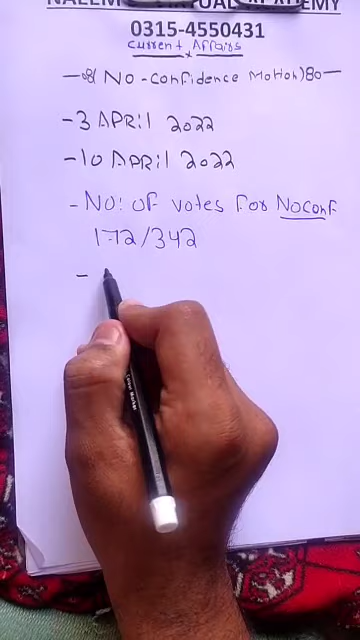 0315-4550431
Current Affairs
(No-Confidence Motion)
- 3 APRil 2022
- 10 APRil 2022
- NO: OF votes For NoConF
172/342
-